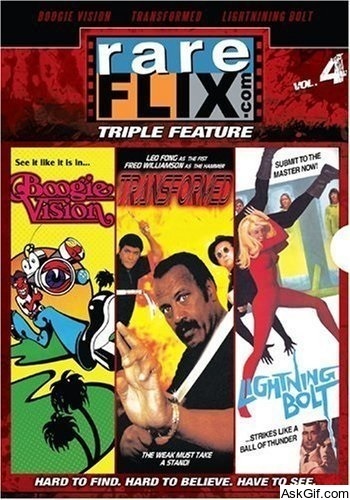 BOOGIE VISION TRANSFORMED LIGHTNING BOLT
rare
FLIX
.com
VOL. 4
TRIPLE FEATURE
See it like it is in...
Boogie
Vision
LEO FONG AS THE FIST
FRED WILLIAMSON AS THE HAMMER
TRANSFORMED
THE WEAK MUST TAKE
A STAND!
SUBMIT TO THE
MASTER NOW!
LIGHTNING
BOLT
...STRIKES LIKE A
BALL OF THUNDER
HARD TO FIND. HARD TO BELIEVE. HAVE TO SEE.
AskGif.com